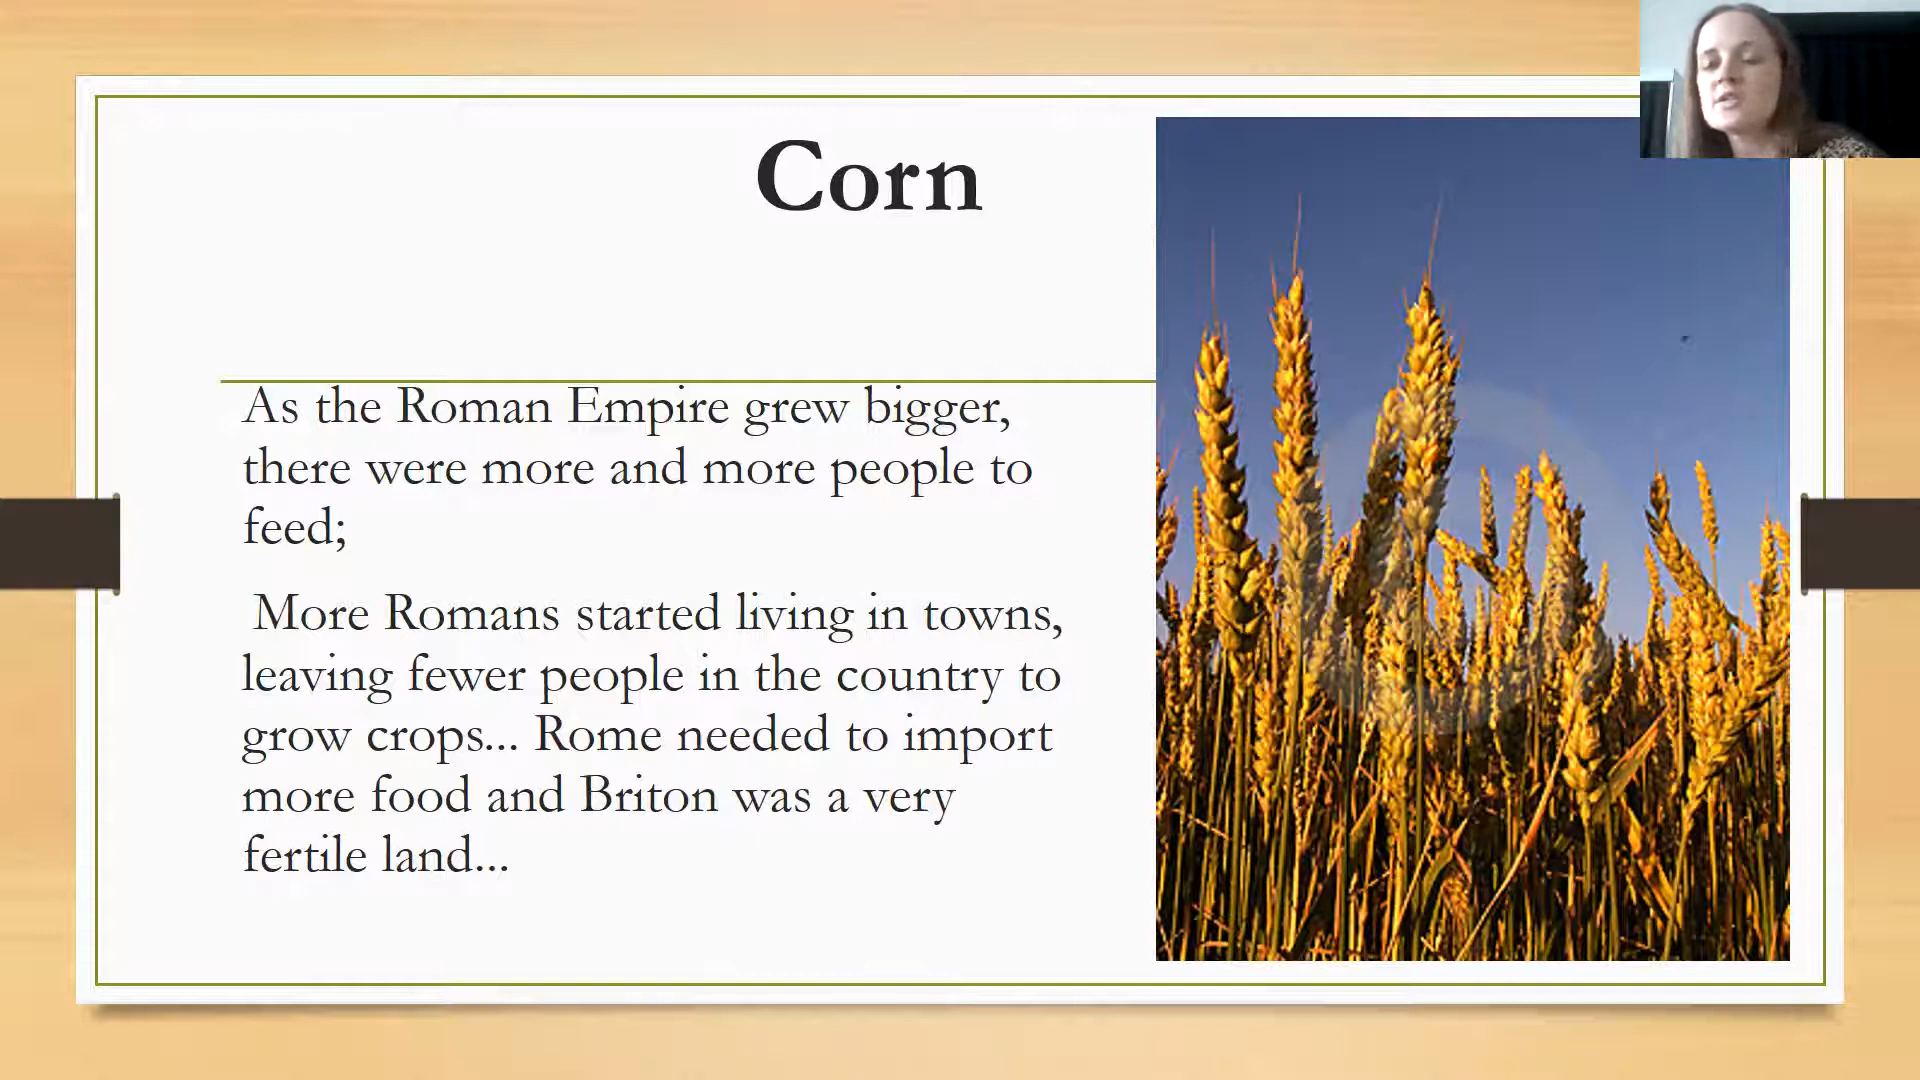 Corn
As the Roman Empire grew bigger,
there were more and more people to
feed;
More Romans started living in towns,
leaving fewer people in the country to
grow crops... Rome needed to import
more food and Briton was a very
fertile land...